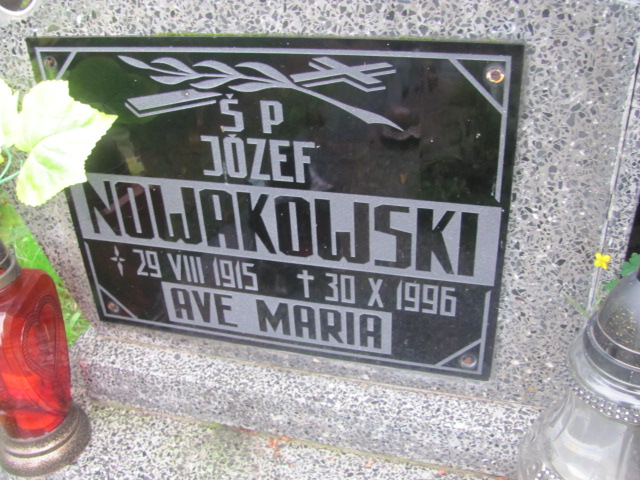 Ś P
JÓZEF
NOWAKOWSKI
29 VIII 1915 † 30 X 1996
AVE MARIA